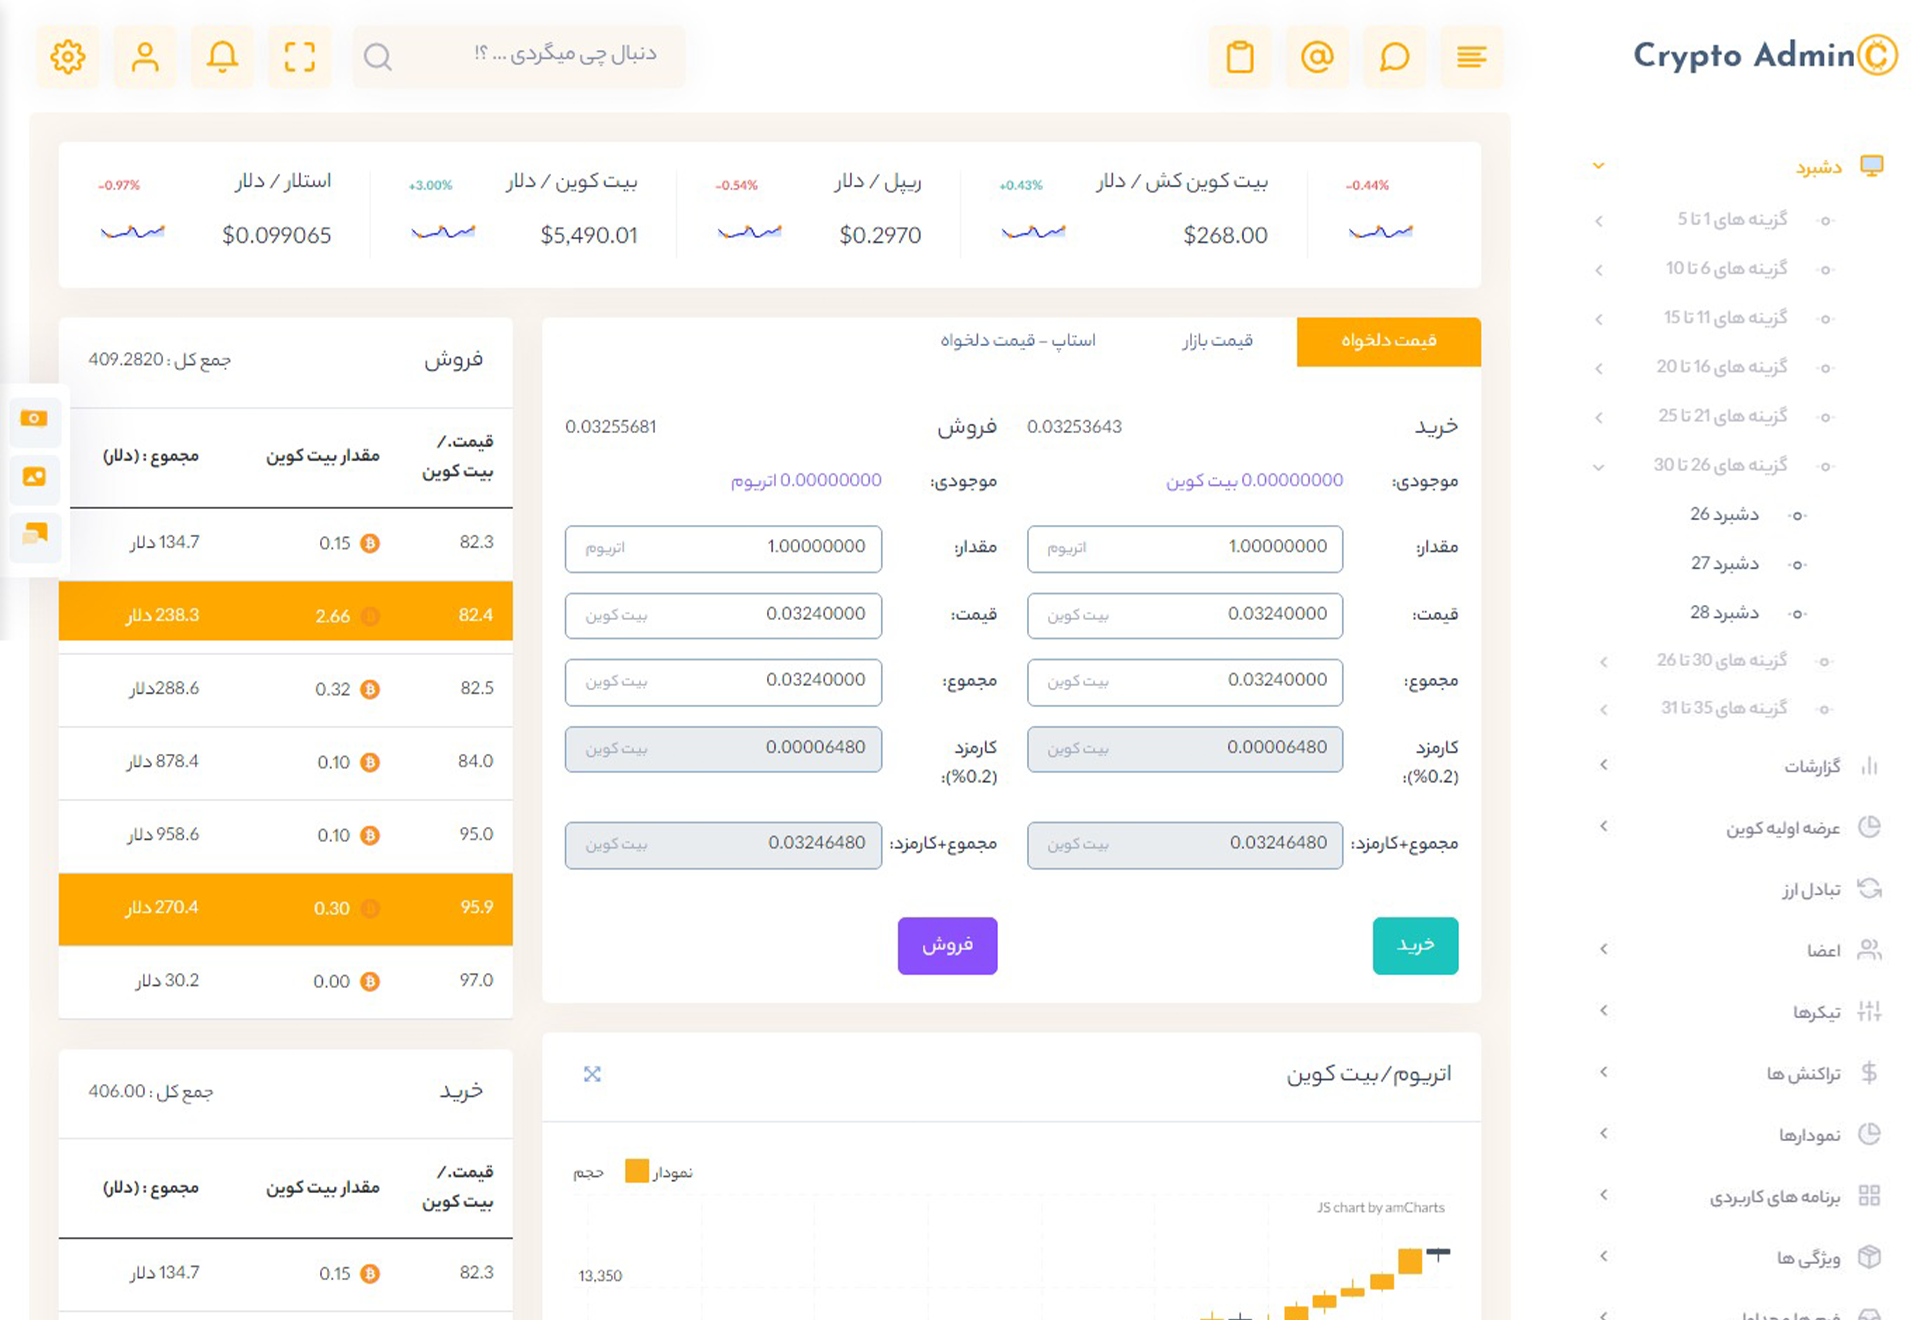 Crypto Admin
دنبال چی میگردی ... ؟!
دشبرد
گزینه های 1 تا 5
گزینه های 6 تا 10
گزینه های 11 تا 15
گزینه های 16 تا 20
گزینه های 21 تا 25
گزینه های 26 تا 30
دشبرد 26
دشبرد 27
دشبرد 28
گزینه های 30 تا 26
گزینه های 35 تا 31
گزارشات
عرضه اولیه کوین
تبادل ارز
اعضا
تیکرها
تراکنش ها
نمودارها
برنامه های کاربردی
ویژگی ها
-0.44%
بیت کوین کش / دلار +0.43%
$268.00
ریپل / دلار -0.54%
$0.2970
بیت کوین / دلار +3.00%
$5,490.01
استلار / دلار -0.97%
$0.099065
قیمت دلخواه
قیمت بازار
استاپ - قیمت دلخواه
خرید 0.03253643
موجودی: 0.00000000 بیت کوین
مقدار: 1.00000000 اتریوم
قیمت: 0.03240000 بیت کوین
مجموع: 0.03240000 بیت کوین
کارمزد 0.00006480 بیت کوین
(0.2%):
مجموع+کارمزد: 0.03246480 بیت کوین
خرید
فروش 0.03255681
موجودی: 0.00000000 اتریوم
مقدار: 1.00000000 اتریوم
قیمت: 0.03240000 بیت کوین
مجموع: 0.03240000 بیت کوین
کارمزد 0.00006480 بیت کوین
(0.2%):
مجموع+کارمزد: 0.03246480 بیت کوین
فروش
اتریوم/بیت کوین
نمودار
حجم
JS chart by amCharts
13,350
فروش
جمع کل : 409.2820
قیمت./
بیت کوین
مقدار بیت کوین
مجموع : (دلار)
82.3 0.15 134.7 دلار
82.4 2.66 238.3 دلار
82.5 0.32 288.6دلار
84.0 0.10 878.4 دلار
95.0 0.10 958.6 دلار
95.9 0.30 270.4 دلار
97.0 0.00 30.2 دلار
خرید
جمع کل : 406.00
قیمت./
بیت کوین
مقدار بیت کوین
مجموع : (دلار)
82.3 0.15 134.7 دلار